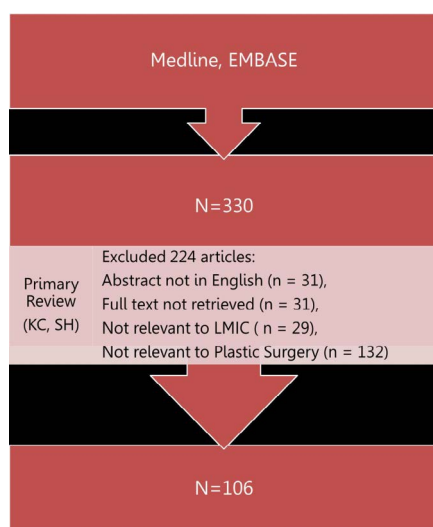 Medline, EMBASE
N=330
Primary
Review
(KC, SH)
Excluded 224 articles:
Abstract not in English (n = 31),
Full text not retrieved (n = 31),
Not relevant to LMIC ( n = 29),
Not relevant to Plastic Surgery (n = 132)
N=106